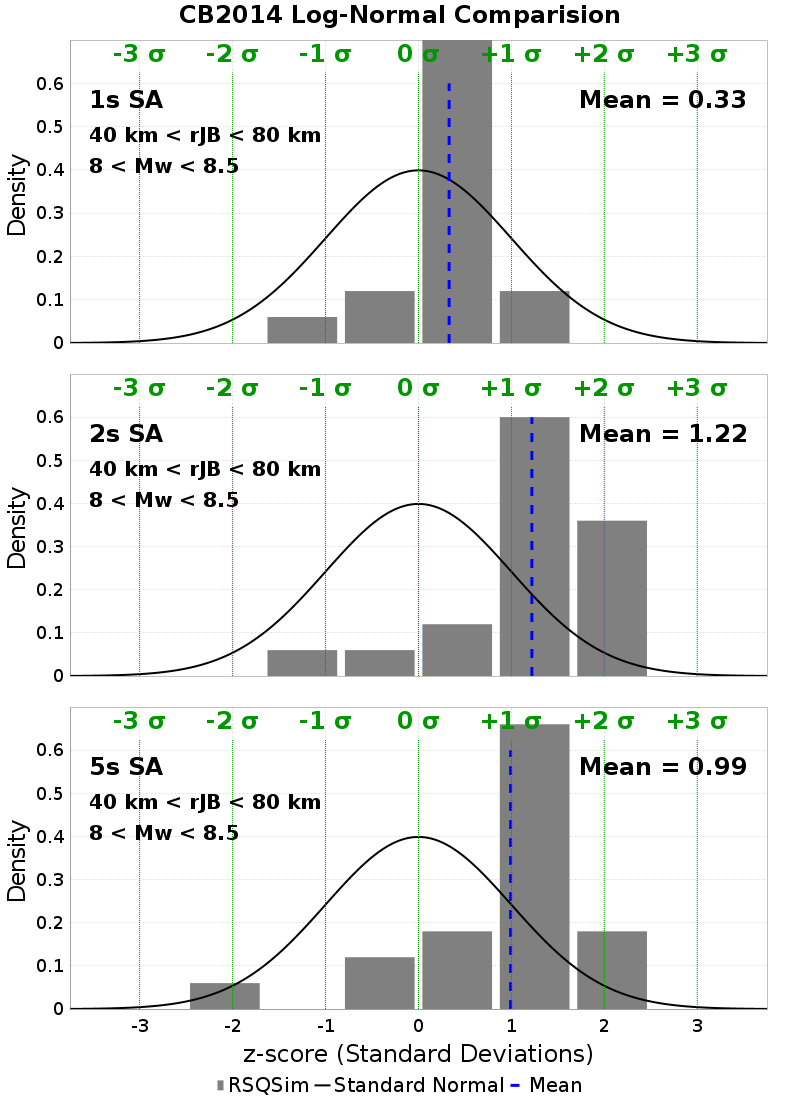 CB2014 Log-Normal Comparision
-3 σ -2 σ -1 σ 0 σ +1 σ +2 σ +3 σ
1s SA
Mean = 0.33
40 km < rJB < 80 km
8 < Mw < 8.5
Density
0.6
0.5
0.4
0.3
0.2
0.1
0
-3 σ -2 σ -1 σ 0 σ +1 σ +2 σ +3 σ
2s SA
Mean = 1.22
40 km < rJB < 80 km
8 < Mw < 8.5
Density
0.6
0.5
0.4
0.3
0.2
0.1
0
-3 σ -2 σ -1 σ 0 σ +1 σ +2 σ +3 σ
5s SA
Mean = 0.99
40 km < rJB < 80 km
8 < Mw < 8.5
Density
0.6
0.5
0.4
0.3
0.2
0.1
0
-3 -2 -1 0 1 2 3
z-score (Standard Deviations)
RSQSim Standard Normal Mean